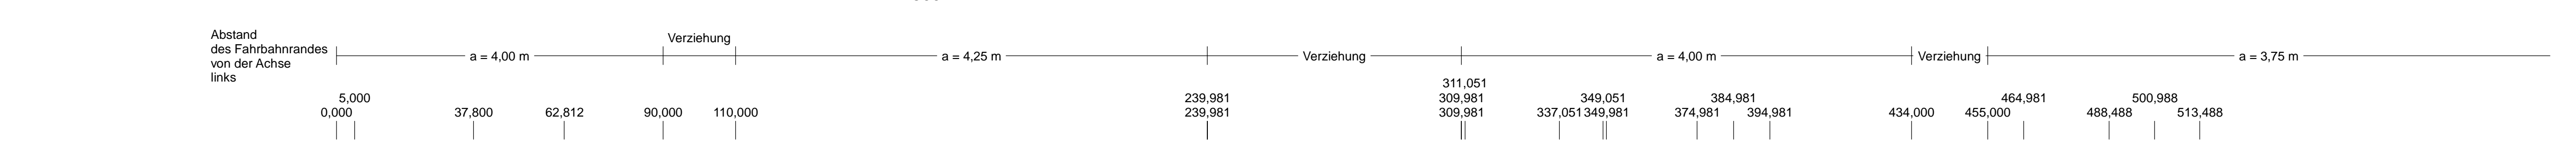 Abstand
des Fahrbahnrandes
von der Achse
links
Verziehung
a = 4,00 m
a = 4,25 m
Verziehung
a = 4,00 m
Verziehung
a = 3,75 m
311,051
5,000 239,981 309,981 349,051 384,981 464,981 500,988
0,000 37,800 62,812 90,000 110,000 239,981 309,981 337,051 349,981 374,981 394,981 434,000 455,000 488,488 513,488